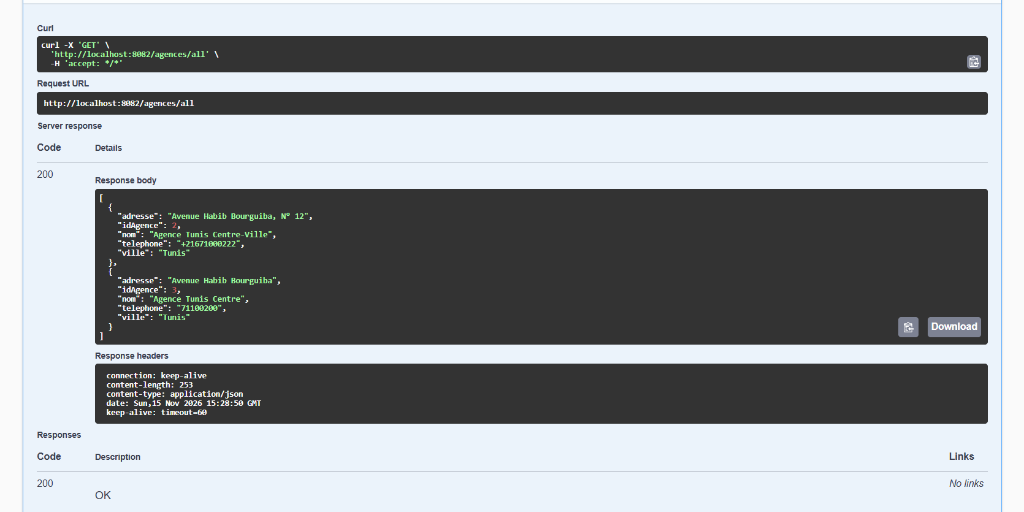 Curl
curl -X 'GET' \
'http://localhost:8082/agences/all' \
-H 'accept: */*'
Request URL
http://localhost:8082/agences/all
Server response
Code Details
200
Response body
[
{
"adresse": "Avenue Habib Bourguiba, N° 12",
"idAgence": 2,
"nom": "Agence Tunis Centre-Ville",
"telephone": "+21671000222",
"ville": "Tunis"
},
{
"adresse": "Avenue Habib Bourguiba",
"idAgence": 3,
"nom": "Agence Tunis Centre",
"telephone": "71100200",
"ville": "Tunis"
}
]
Download
Response headers
connection: keep-alive
content-length: 253
content-type: application/json
date: Sun,15 Nov 2026 15:28:50 GMT
keep-alive: timeout=60
Responses
Code Description Links
200 No links
OK